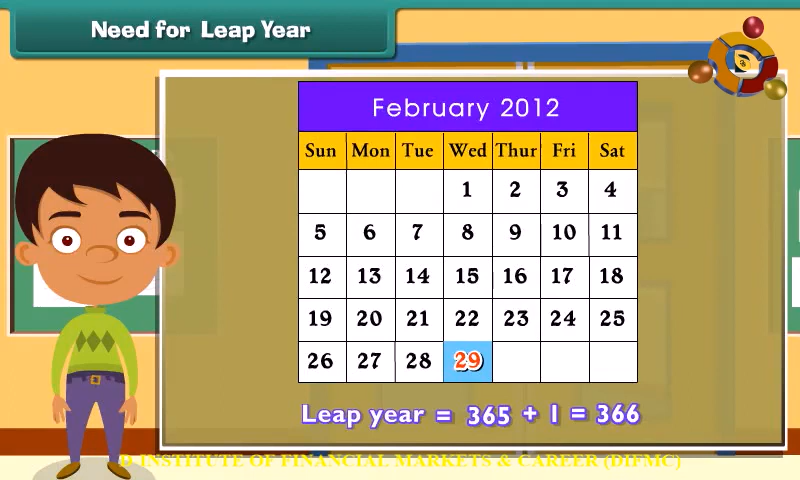 Need for Leap Year
February 2012
Sun Mon Tue Wed Thur Fri Sat
1 2 3 4
5 6 7 8 9 10 11
12 13 14 15 16 17 18
19 20 21 22 23 24 25
26 27 28 29
Leap year = 365 + 1 = 366
INSTITUTE OF FINANCIAL MARKETS & CAREER (DIFMC)